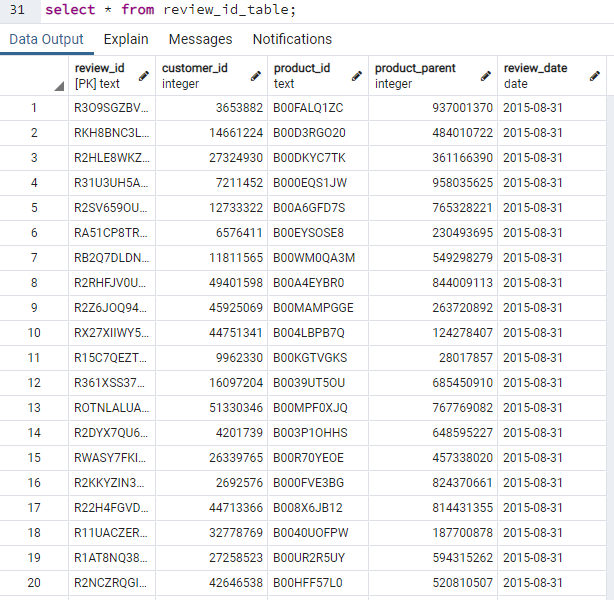 31 select * from review_id_table;
Data Output Explain Messages Notifications
review_id customer_id product_id product_parent review_date
[PK] text integer text integer date
1 R3O9SGZBV... 3653882 B00FALQ1ZC 937001370 2015-08-31
2 RKH8BNC3L... 14661224 B00D3RGO20 484010722 2015-08-31
3 R2HLE8WKZ... 27324930 B00DKYC7TK 361166390 2015-08-31
4 R31U3UH5A... 7211452 B000EQS1JW 958035625 2015-08-31
5 R2SV659OU... 12733322 B00A6GFD7S 765328221 2015-08-31
6 RA51CP8TR... 6576411 B00EYSOSE8 230493695 2015-08-31
7 RB2Q7DLDN... 11811565 B00WM0QA3M 549298279 2015-08-31
8 R2RHFJV0U... 49401598 B00A4EYBR0 844009113 2015-08-31
9 R2Z6JOQ94... 45925069 B00MAMPGGE 263720892 2015-08-31
10 RX27XIIWY5... 44751341 B004LBPB7Q 124278407 2015-08-31
11 R15C7QEZT... 9962330 B00KGTVGKS 28017857 2015-08-31
12 R361XSS37... 16097204 B0039UT5OU 685450910 2015-08-31
13 ROTNLALUA... 51330346 B00MPF0XJQ 767769082 2015-08-31
14 R2DYX7QU6... 4201739 B003P1OHHS 648595227 2015-08-31
15 RWASY7FKI... 26339765 B00R70YEOE 457338020 2015-08-31
16 R2KKYZIN3... 2692576 B000FVE3BG 824370661 2015-08-31
17 R22H4FGVD... 44713366 B008X6JB12 814431355 2015-08-31
18 R11UACZER... 32778769 B0040UOFPW 187700878 2015-08-31
19 R1AT8NQ38... 27258523 B00UR2R5UY 594315262 2015-08-31
20 R2NCZRQGI... 42646538 B00HFF57L0 520810507 2015-08-31